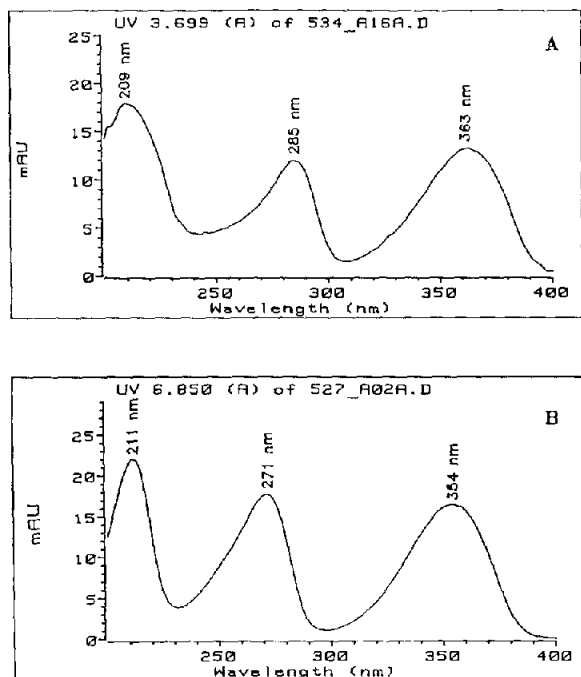 UV 3.699 (A) of 534_A16A.D
A
209 nm
285 nm
363 nm
mAU
25
20
15
10
5
0
250
300
350
400
Wavelength (nm)
UV 6.850 (A) of 527_A02A.D
B
211 nm
271 nm
354 nm
mAU
25
20
15
10
5
0
250
300
350
400
Wavelength (nm)